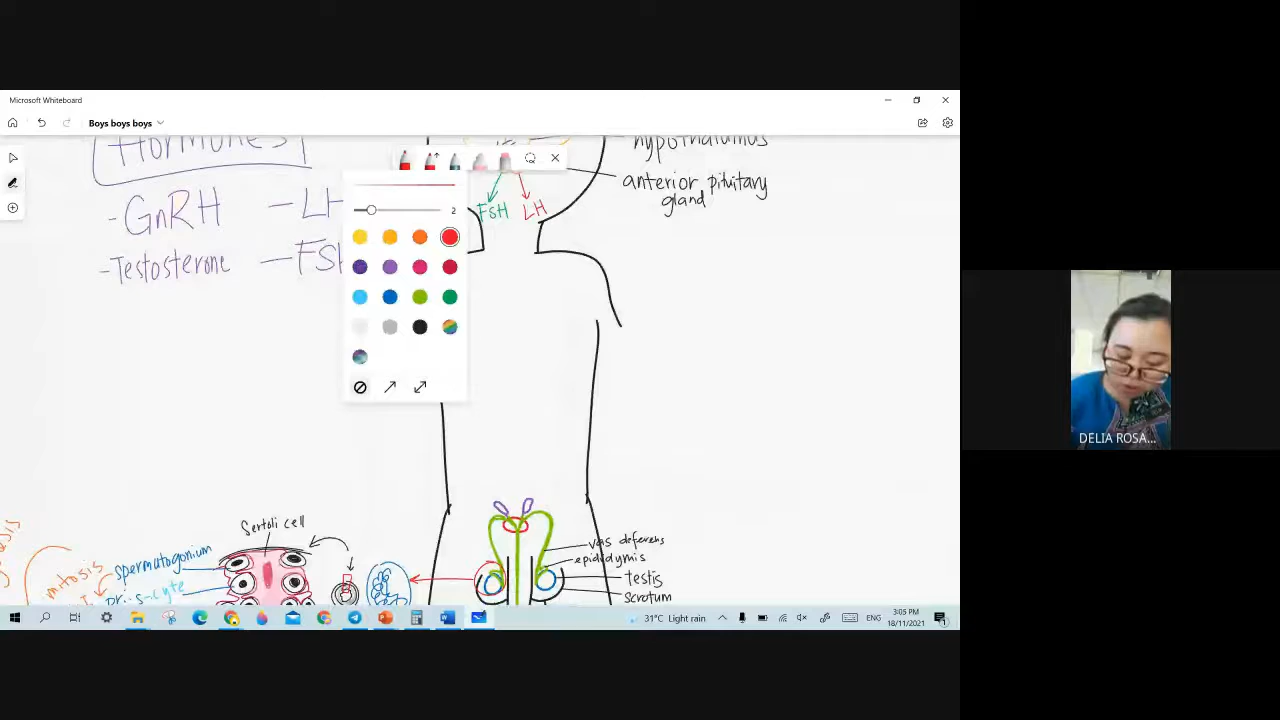 Microsoft Whiteboard
Boys boys boys
Hormones
hypothalamus
anterior pituitary
gland
- GnRH - LH
FSH LH
2
- Testosterone - FSH
Sertoli cell
vas deferens
epididymis
spermatogonium
mitosis
testis
scrotum
DELIA ROSA...
31°C Light rain
ENG
3:05 PM
18/11/2021